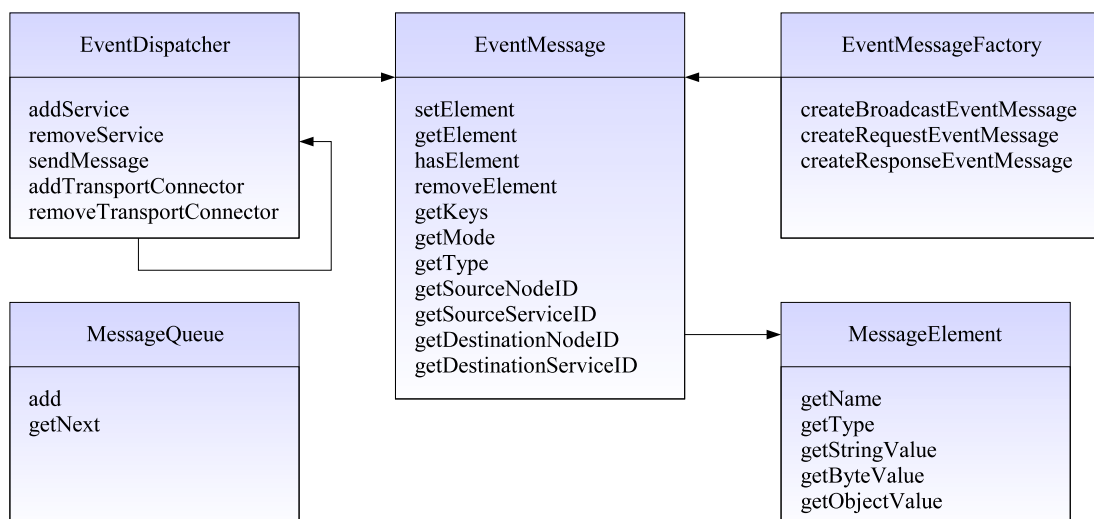 EventDispatcher
addService
removeService
sendMessage
addTransportConnector
removeTransportConnector
EventMessage
setElement
getElement
hasElement
removeElement
getKeys
getMode
getType
getSourceNodeID
getSourceServiceID
getDestinationNodeID
getDestinationServiceID
EventMessageFactory
createBroadcastEventMessage
createRequestEventMessage
createResponseEventMessage
MessageQueue
add
getNext
MessageElement
getName
getType
getStringValue
getByteValue
getObjectValue